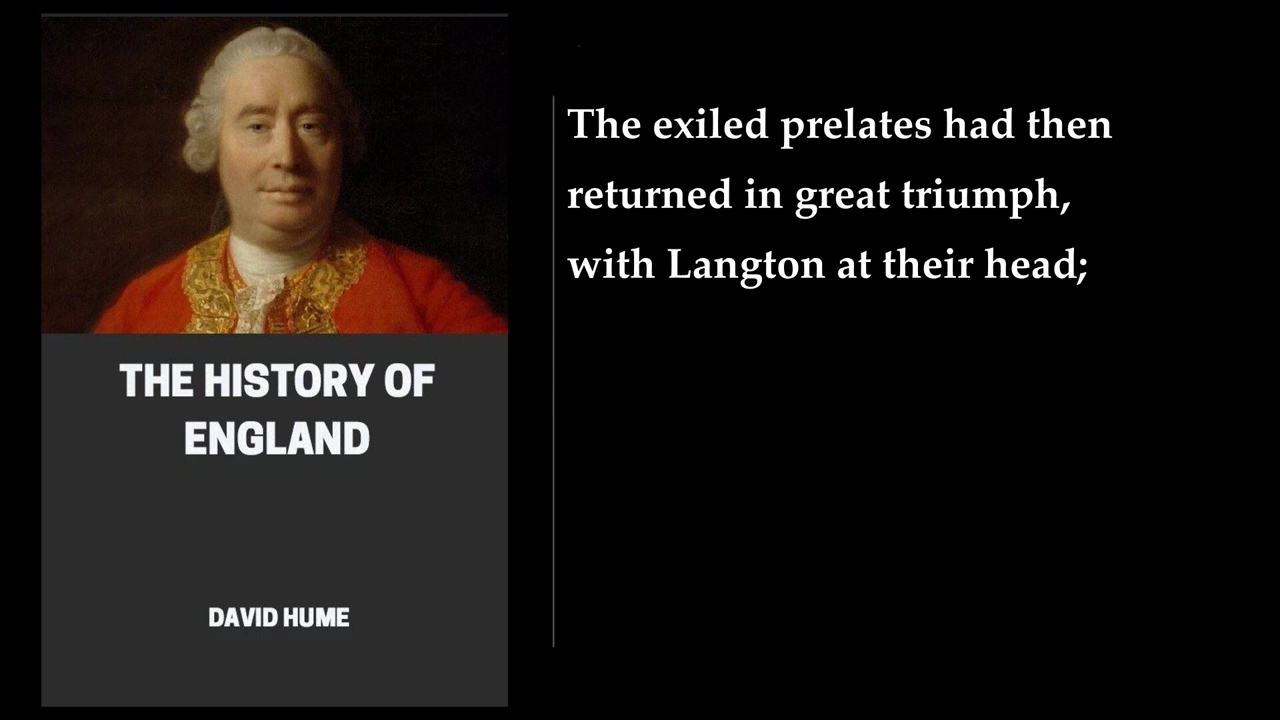 THE HISTORY OF
ENGLAND
DAVID HUME
The exiled prelates had then
returned in great triumph,
with Langton at their head;